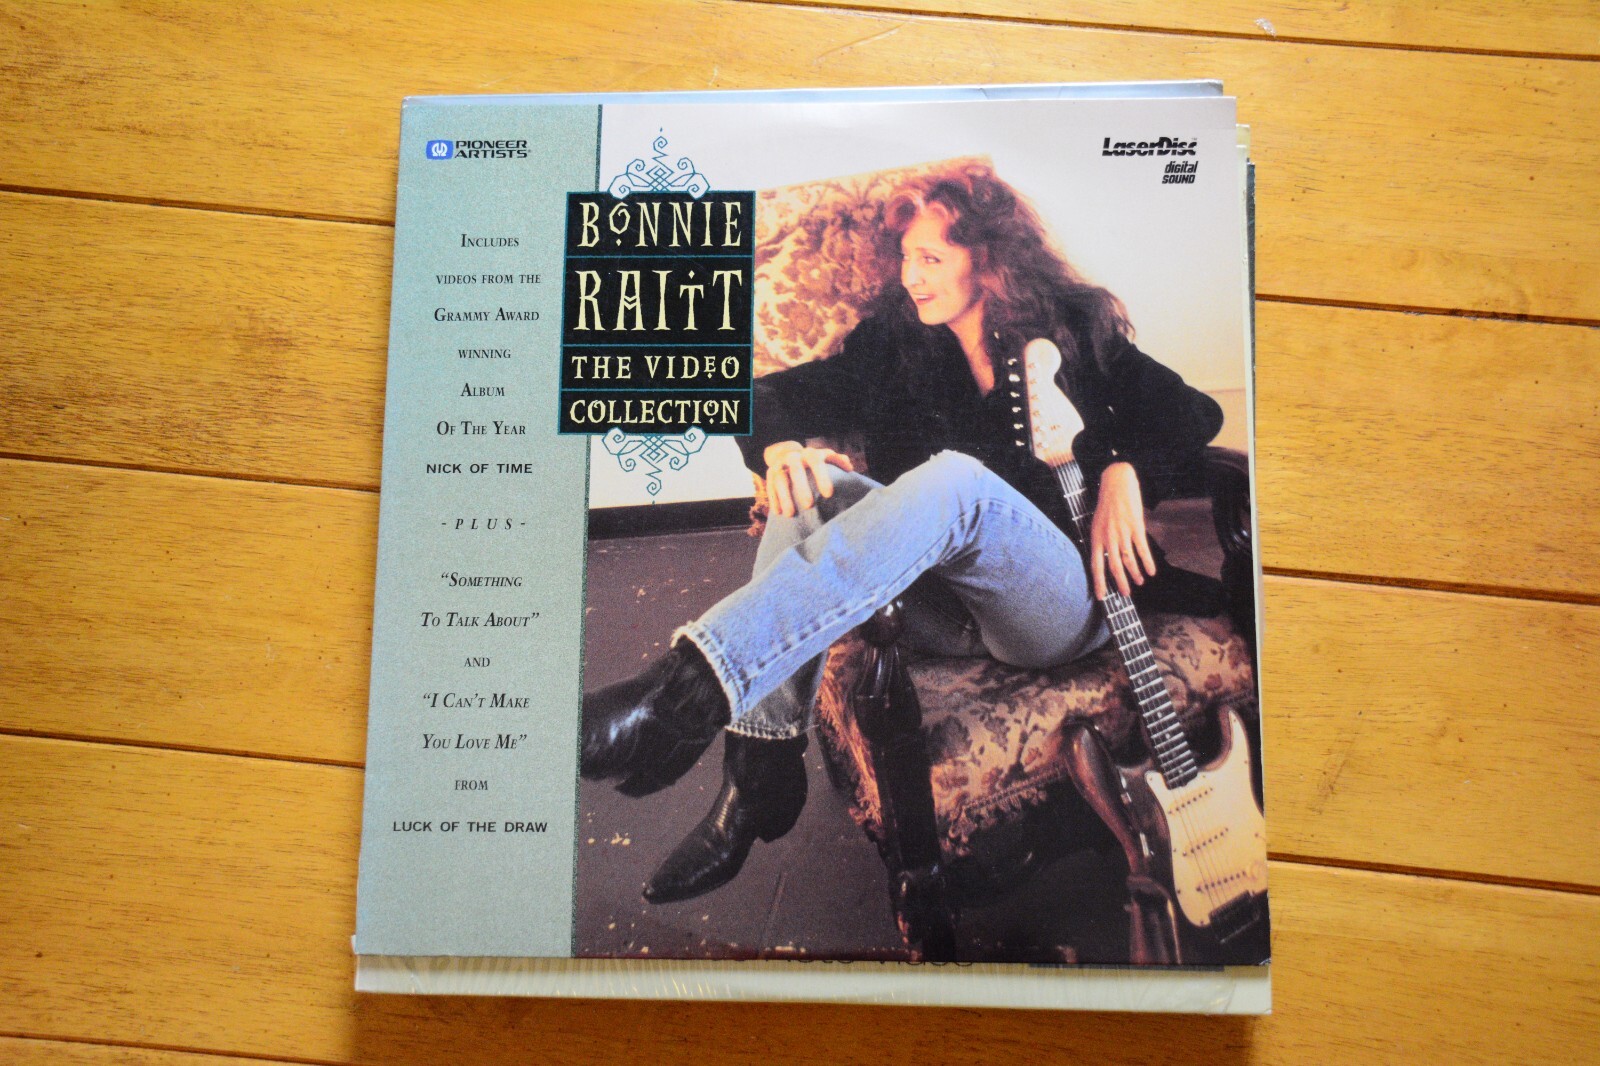 PIONEER
ARTISTS
LaserDisc
digital
SOUND
BONNIE
RAITT
THE VIDEO
COLLECTION
INCLUDES
VIDEOS FROM THE
GRAMMY AWARD
WINNING
ALBUM
OF THE YEAR
NICK OF TIME
- PLUS -
"SOMETHING
TO TALK ABOUT"
AND
"I CAN'T MAKE
YOU LOVE ME"
FROM
LUCK OF THE DRAW